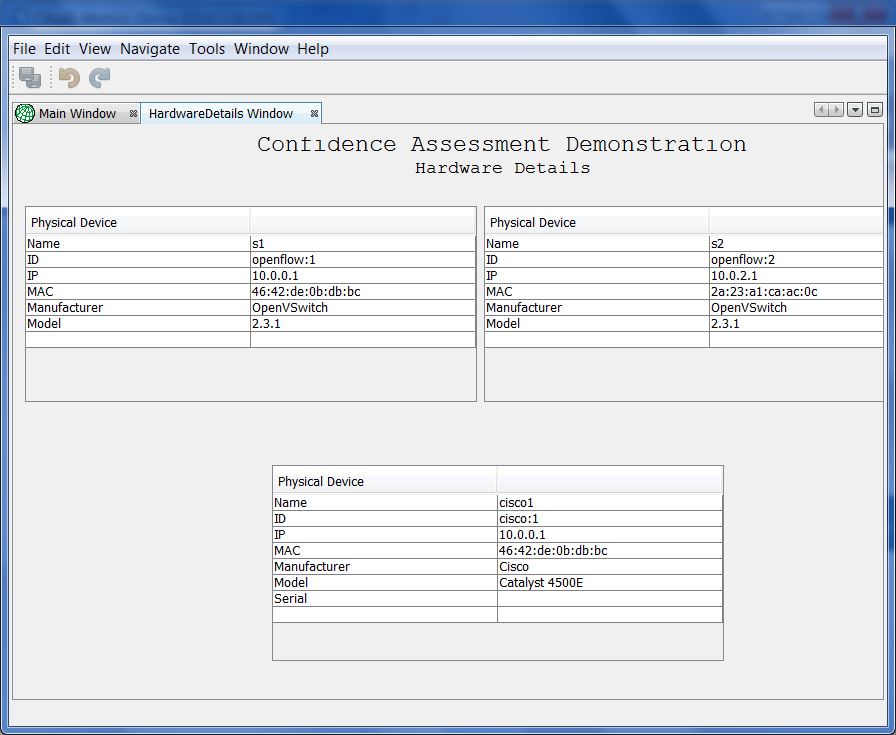 File Edit View Navigate Tools Window Help
Main Window HardwareDetails Window
Confidence Assessment Demonstration
Hardware Details
Physical Device
Name s1
ID openflow:1
IP 10.0.0.1
MAC 46:42:de:0b:db:bc
Manufacturer OpenVSwitch
Model 2.3.1
Physical Device
Name s2
ID openflow:2
IP 10.0.2.1
MAC 2a:23:a1:ca:ac:0c
Manufacturer OpenVSwitch
Model 2.3.1
Physical Device
Name cisco1
ID cisco:1
IP 10.0.0.1
MAC 46:42:de:0b:db:bc
Manufacturer Cisco
Model Catalyst 4500E
Serial